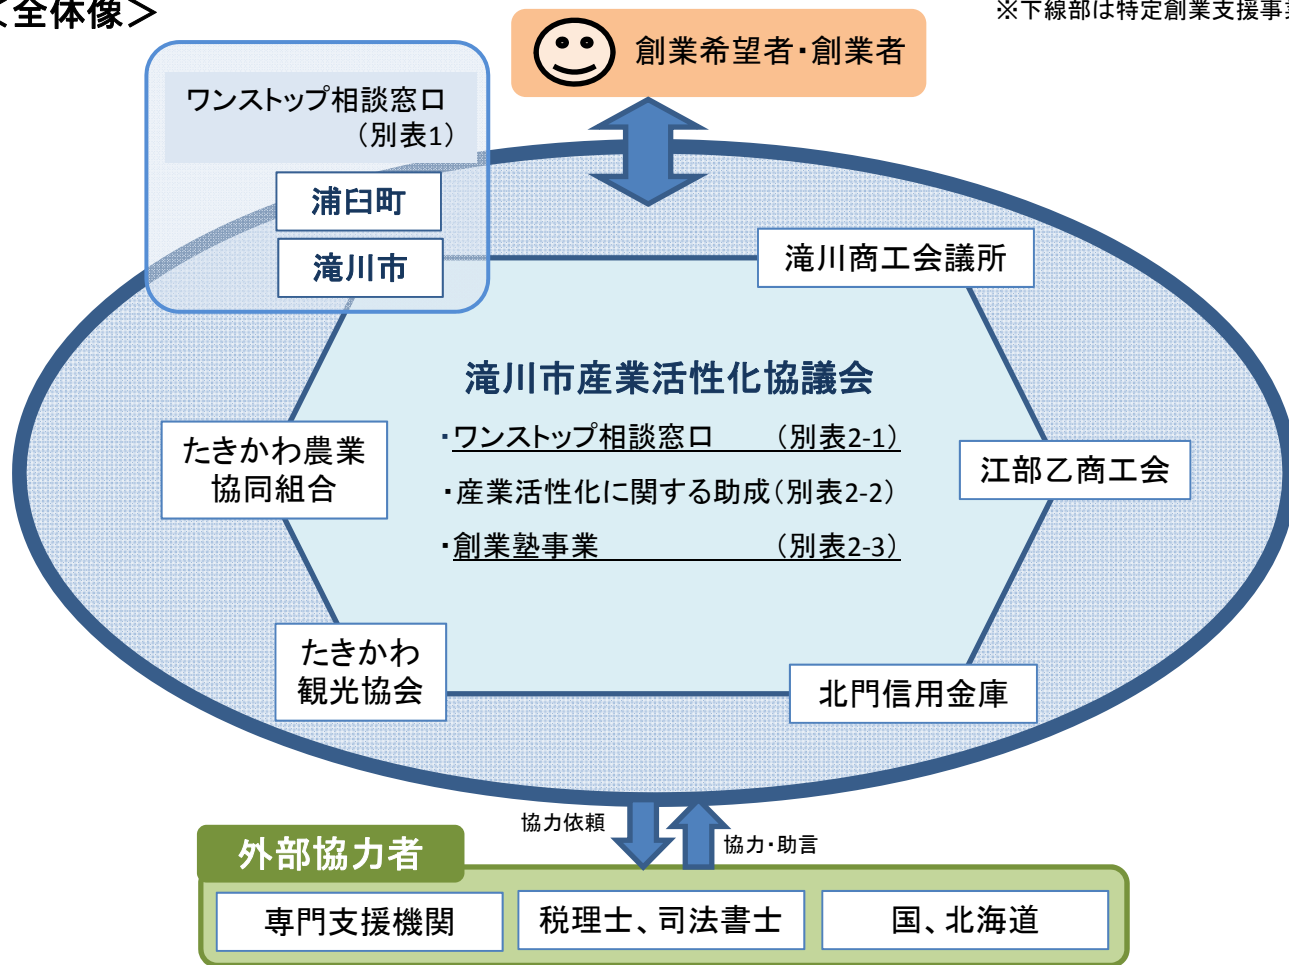 ＜全体像＞
※下線部は特定創業支援事業
創業希望者・創業者
ワンストップ相談窓口
（別表1）
浦臼町
滝川市
滝川商工会議所
滝川市産業活性化協議会
・ワンストップ相談窓口　　（別表2-1）
・産業活性化に関する助成（別表2-2）
・創業塾事業　　　　　　　（別表2-3）
たきかわ農業
協同組合
江部乙商工会
たきかわ
観光協会
北門信用金庫
協力依頼
協力・助言
外部協力者
専門支援機関
税理士、司法書士
国、北海道